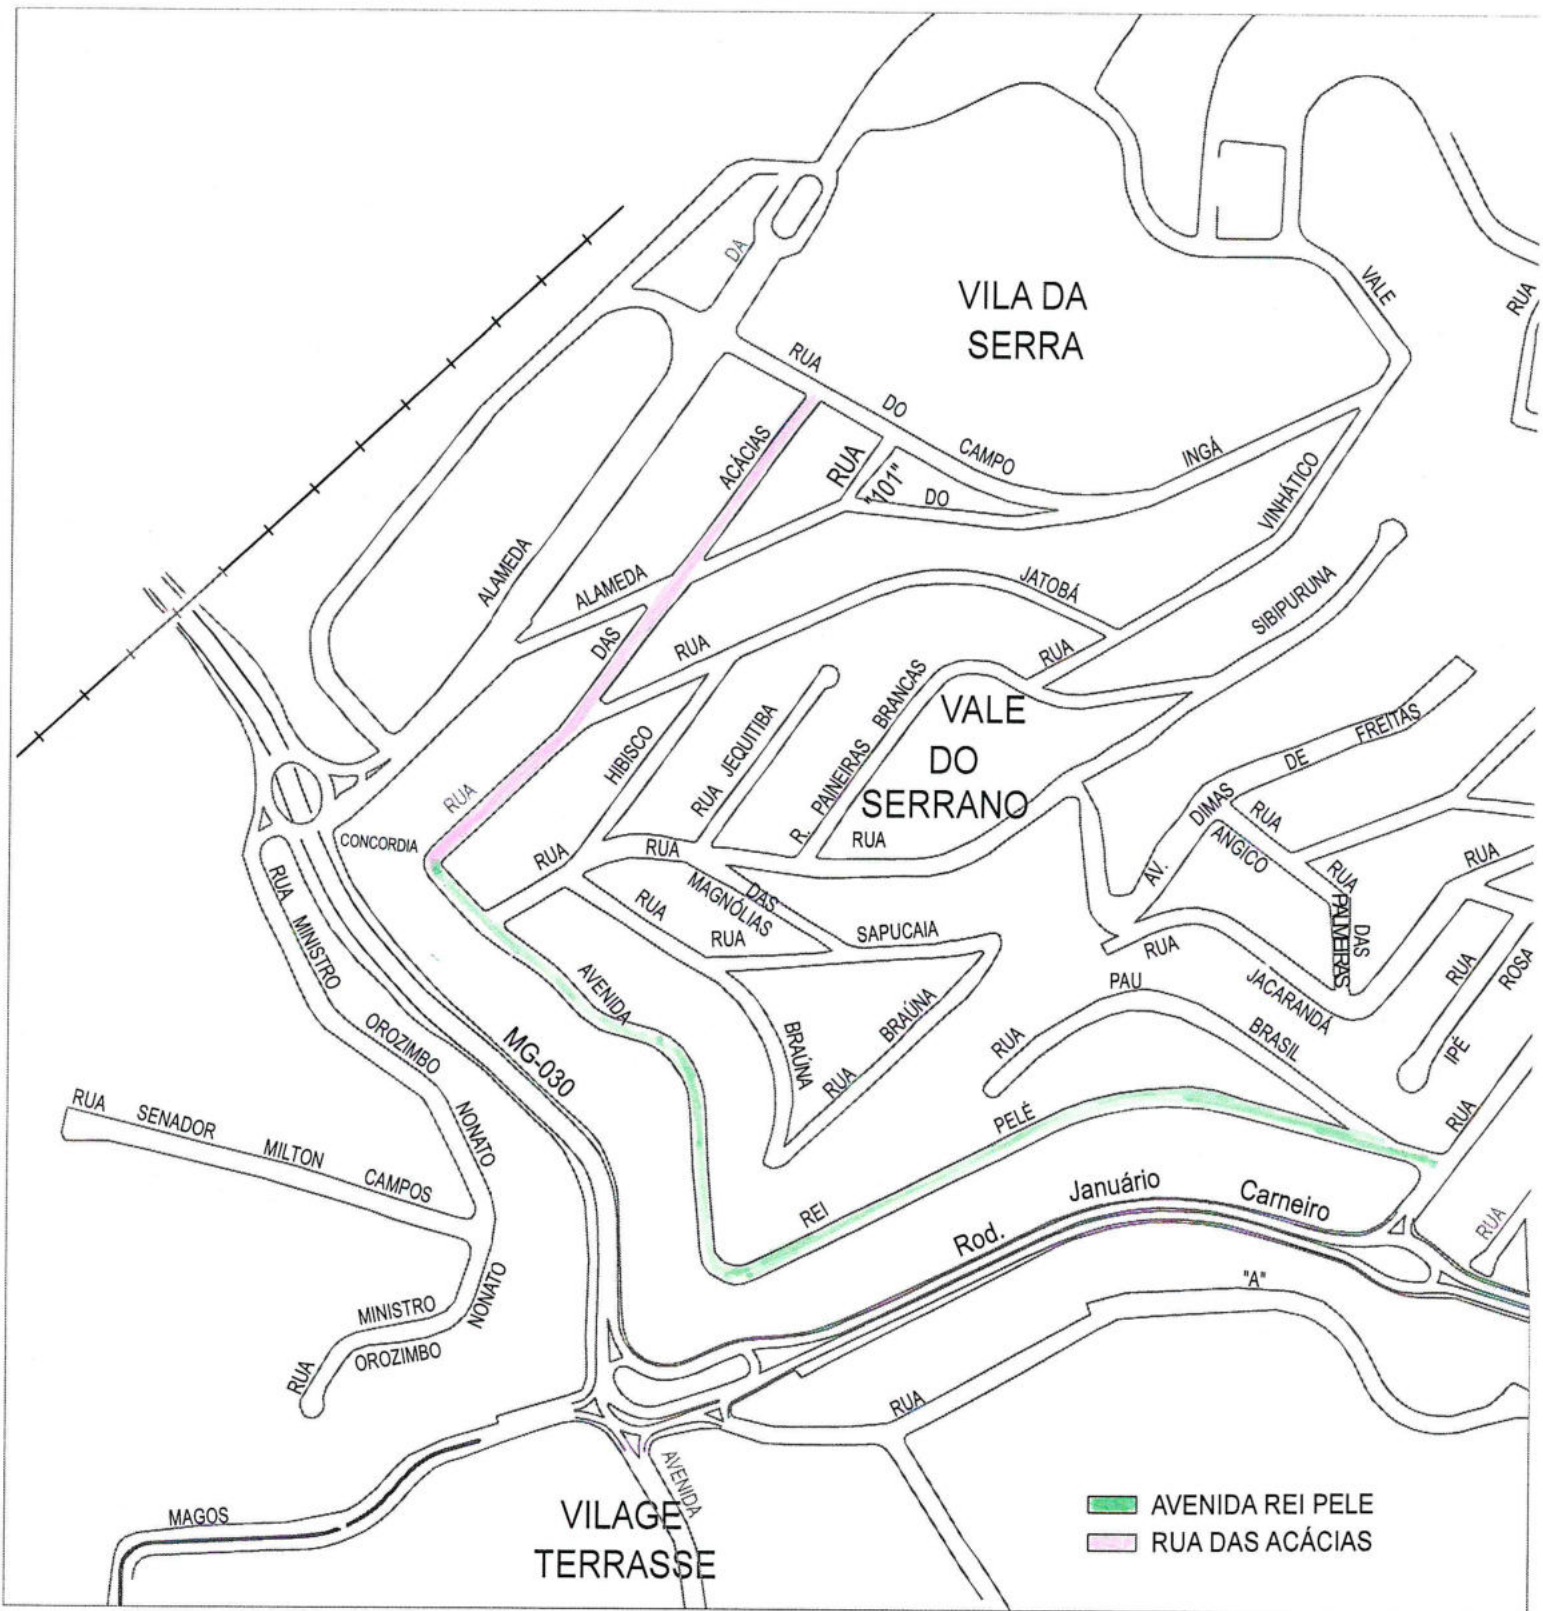 DA
VILA DA
SERRA
VALE
RUA
RUA
DO
CAMPO
INGÁ
ACÁCIAS
RUA
"101"
DO
VINHÁTICO
ALAMEDA
ALAMEDA
JATOBÁ
SIBIPURUNA
DAS
RUA
RUA
BRANCAS
PAINEIRAS
R.
VALE
DO
SERRANO
FREITAS
DE
DIMAS
AV.
HIBISCO
JEQUITIBA
RUA
RUA
CONCORDIA
RUA
RUA
RUA
RUA
ANGICO
RUA
RUA
DAS
PALMEIRAS
RUA
MINISTRO
OROZIMBO
NONATO
RUA
DAS
MAGNÓLIAS
RUA
SAPUCAIA
RUA
JACARANDÁ
RUA
IPÊ
ROSA
AVENIDA
PAU
BRASIL
RUA
BRAÚNA
BRAÚNA
RUA
MG-030
RUA
SENADOR
MILTON
CAMPOS
PELÉ
REI
RUA
Rod.
Januário
Carneiro
RUA
"A"
MINISTRO
NONATO
OROZIMBO
RUA
RUA
AVENIDA
MAGOS
VILAGE
TERRASSE
AVENIDA REI PELE
RUA DAS ACÁCIAS